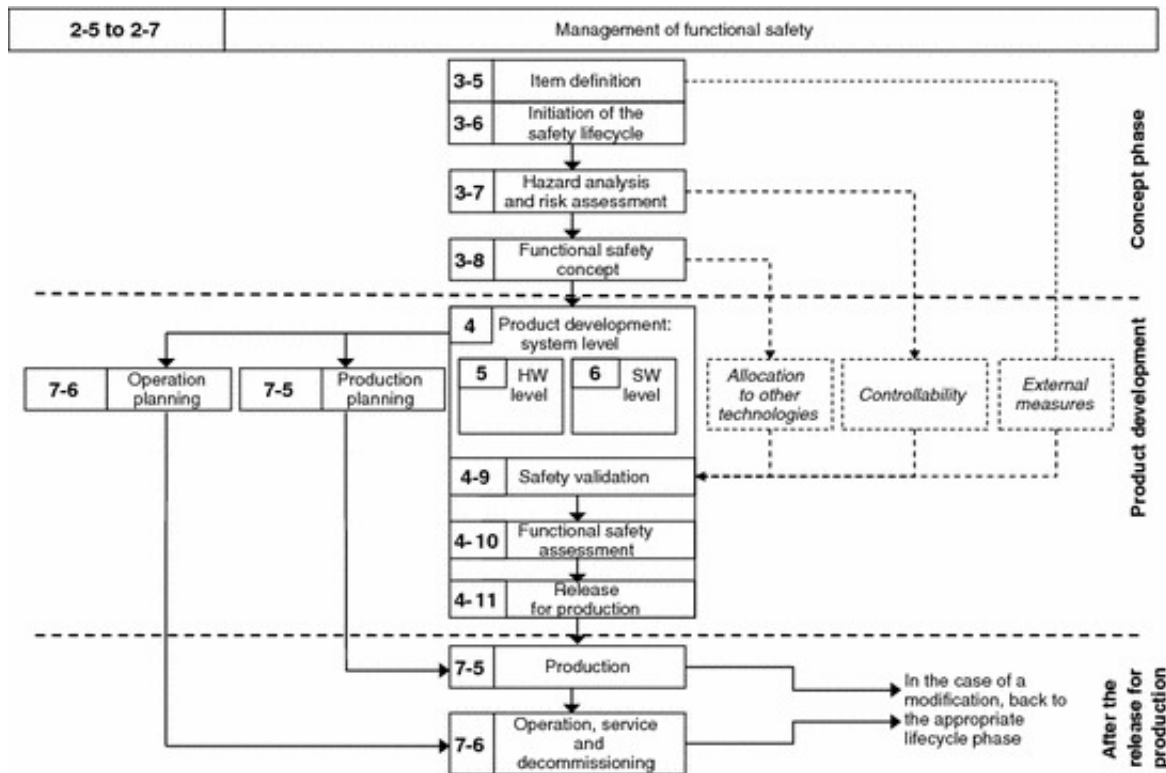 2-5 to 2-7
Management of functional safety
3-5
Item definition
3-6
Initiation of the
safety lifecycle
3-7
Hazard analysis
and risk assessment
3-8
Functional safety
concept
Concept phase
4
Product development:
system level
5
HW
level
6
SW
level
7-6
Operation
planning
7-5
Production
planning
Allocation
to other
technologies
Controllability
External
measures
4-9
Safety validation
4-10
Functional safety
assessment
4-11
Release
for production
Product development
7-5
Production
7-6
Operation, service
and
decommissioning
In the case of a
modification, back to
the appropriate
lifecycle phase
After the
release for
production